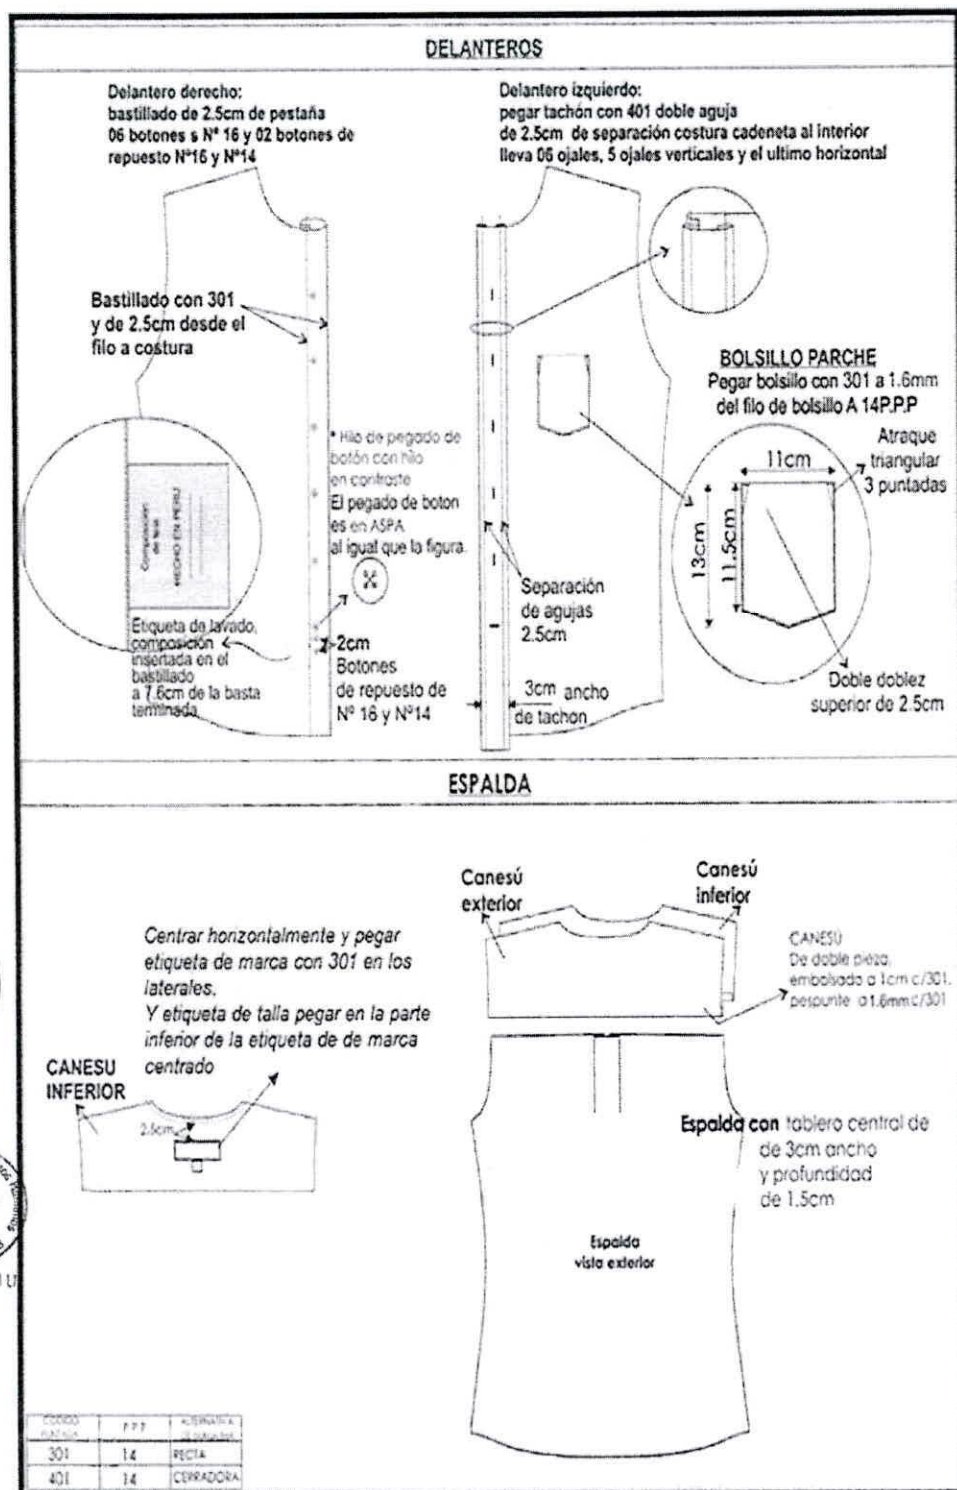 DELANTEROS
Delantero derecho:
bastillado de 2.5cm de pestaña
06 botones s Nº 16 y 02 botones de
repuesto Nº16 y Nº14
Delantero izquierdo:
pegar tachón con 401 doble aguja
de 2.5cm de separación costura cadeneta al interior
lleva 06 ojales, 5 ojales verticales y el ultimo horizontal
Bastillado con 301
y de 2.5cm desde el
filo a costura
BOLSILLO PARCHE
Pegar bolsillo con 301 a 1.6mm
del filo de bolsillo A 14P.P.P
Atraque
triangular
3 puntadas
11cm
13cm
11.5cm
Doble doblez
superior de 2.5cm
* Hilo de pegado de
botón con hilo
en contraste
El pegado de boton
es en ASPA
al igual que la figura.
Composicion
de tela
HECHO EN PERU
Etiqueta de lavado,
composición
insertada en el
bastillado
a 7.6cm de la basta
terminada
2cm
Botones
de repuesto de
Nº 16 y Nº14
Separación
de agujas
2.5cm
3cm ancho
de tachon
ESPALDA
Centrar horizontalmente y pegar
etiqueta de marca con 301 en los
laterales.
Y etiqueta de talla pegar en la parte
inferior de la etiqueta de de marca
centrado
CANESU
INFERIOR
2.5cm
Canesú
exterior
Canesú
inferior
CANESÚ
De doble pieza,
embolsado a 1cm c/301.
pespunte a 1.6mm c/301
Espalda con tablero central de
de 3cm ancho
y profundidad
de 1.5cm
Espalda
vista exterior
CODIGO P.P.P ALTERNATIVA
301 14 RECTA
401 14 CERRADORA